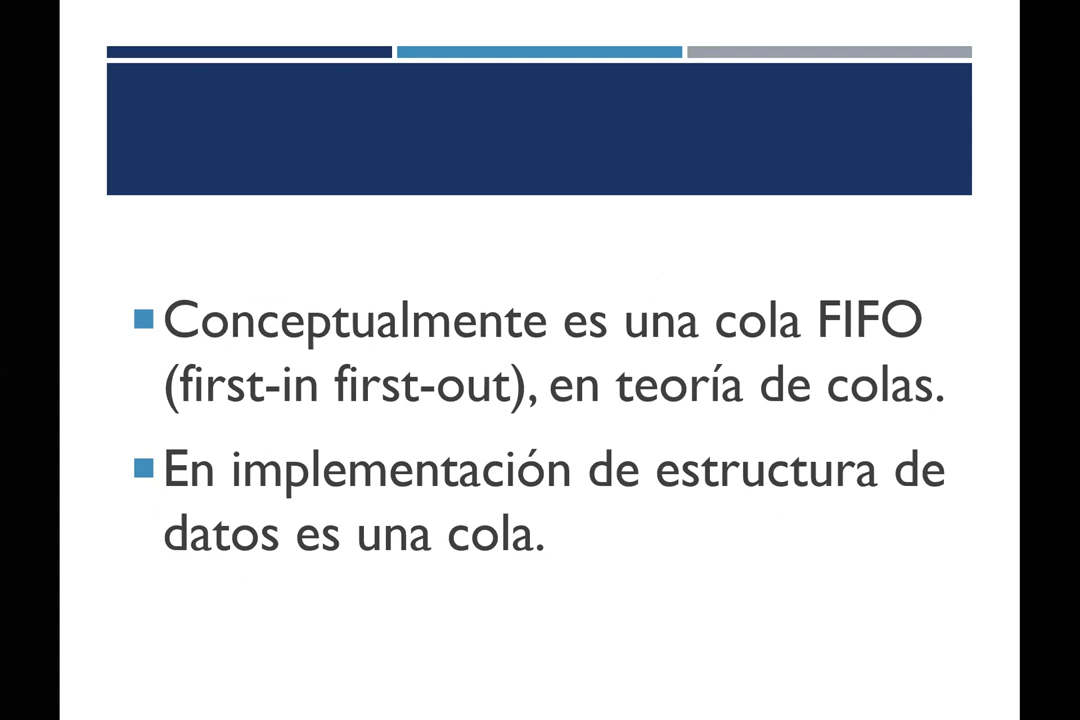 Conceptualmente es una cola FIFO
(first-in first-out), en teoría de colas.
En implementación de estructura de
datos es una cola.